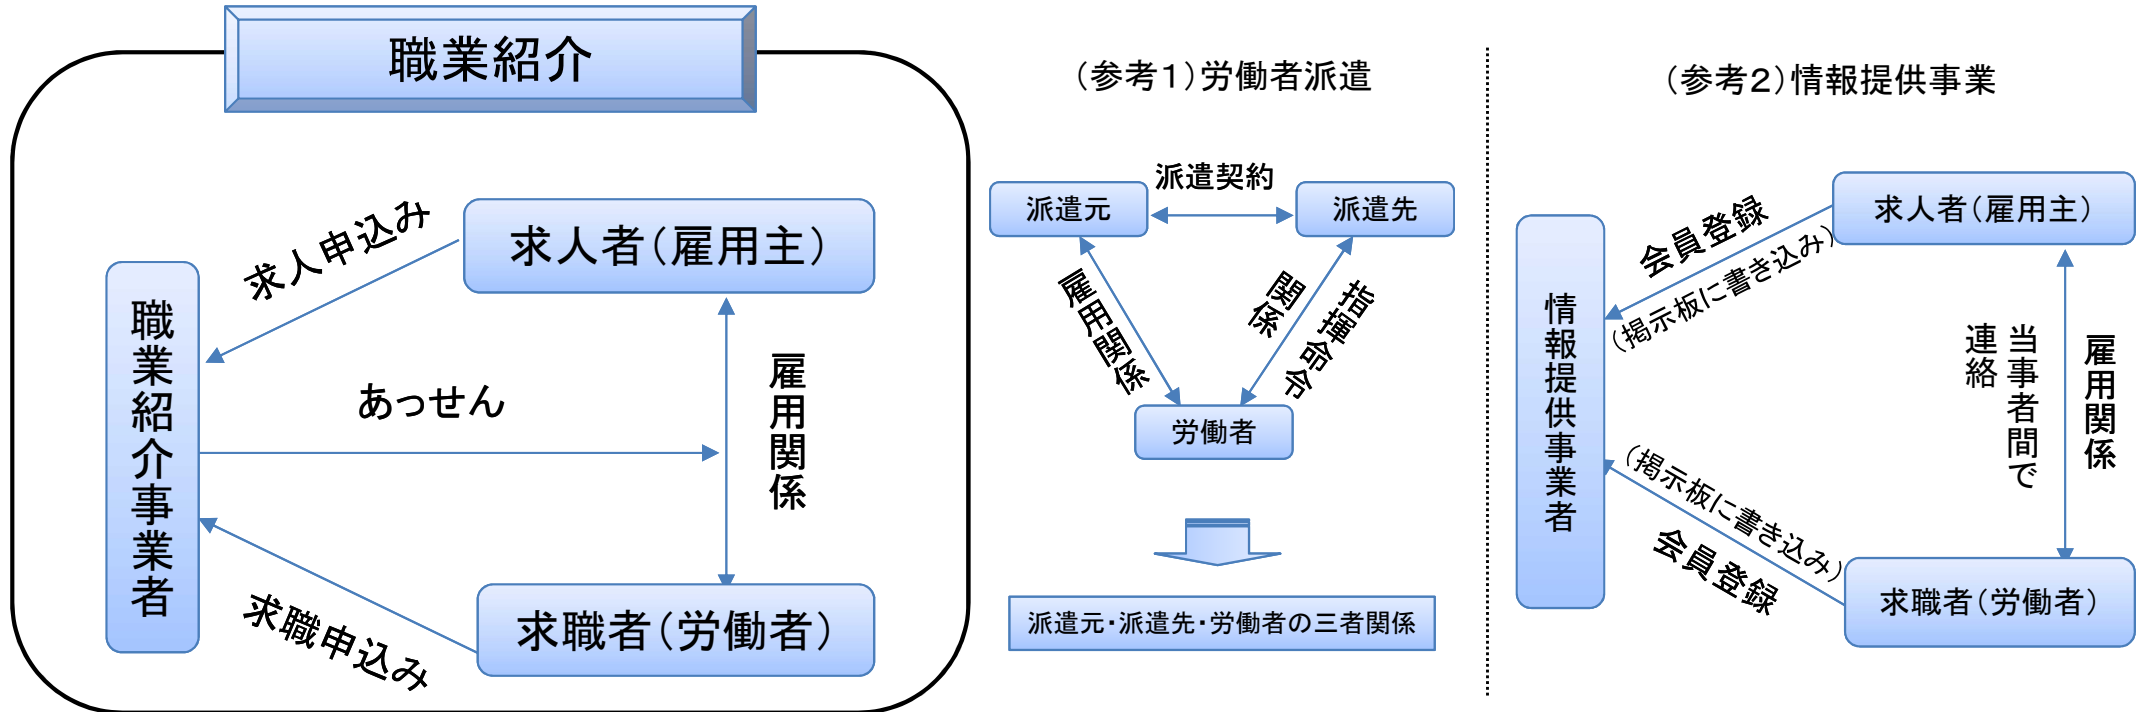 職業紹介
求人申込み
求人者（雇用主）
職業紹介事業者
あっせん
雇用関係
求職申込み
求職者（労働者）
（参考１）労働者派遣
派遣契約
派遣元
派遣先
雇用関係
指揮命令
関係
労働者
派遣元・派遣先・労働者の三者関係
（参考２）情報提供事業
会員登録
（掲示板に書き込み）
求人者（雇用主）
情報提供事業者
当事者間で
連絡
雇用関係
（掲示板に書き込み）
会員登録
求職者（労働者）